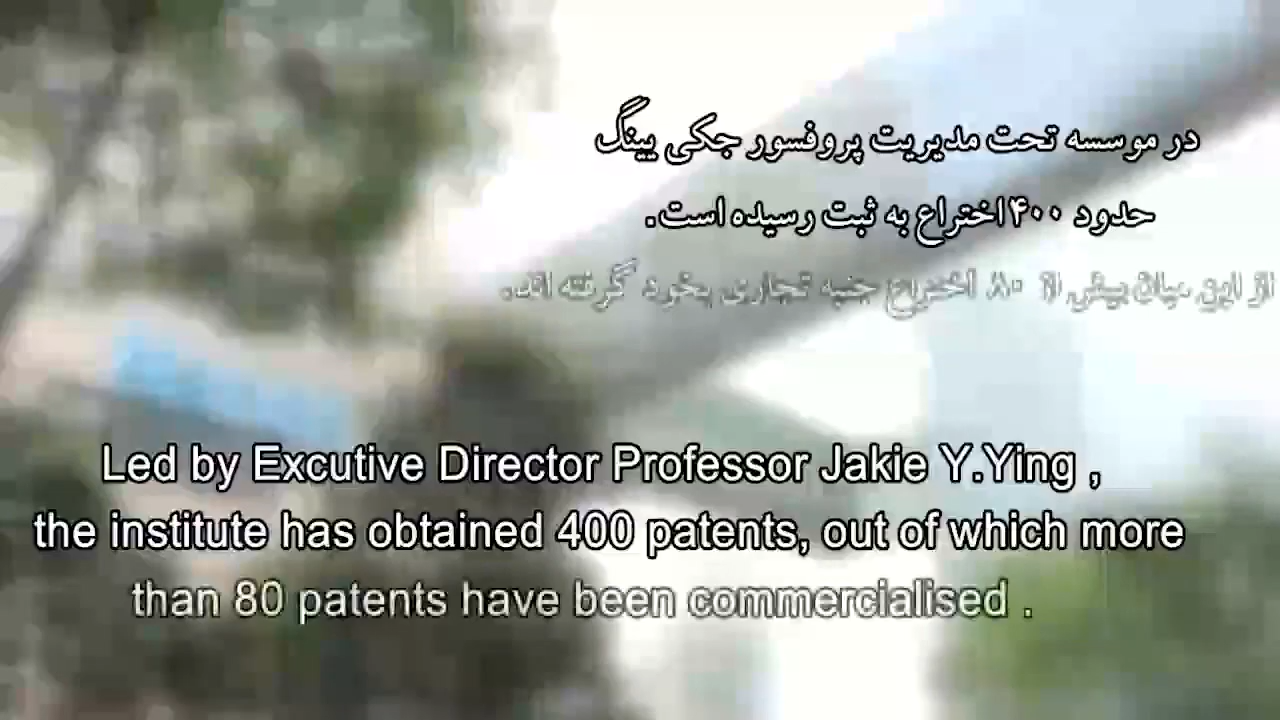 در موسسه تحت مدیریت پروفسور جکی یینگ
حدود ۴۰۰ اختراع به ثبت رسیده است.
از این میان بیش از ۸۰ اختراع جنبه تجاری بخود گرفته اند.
Led by Excutive Director Professor Jakie Y.Ying ,
the institute has obtained 400 patents, out of which more
than 80 patents have been commercialised .